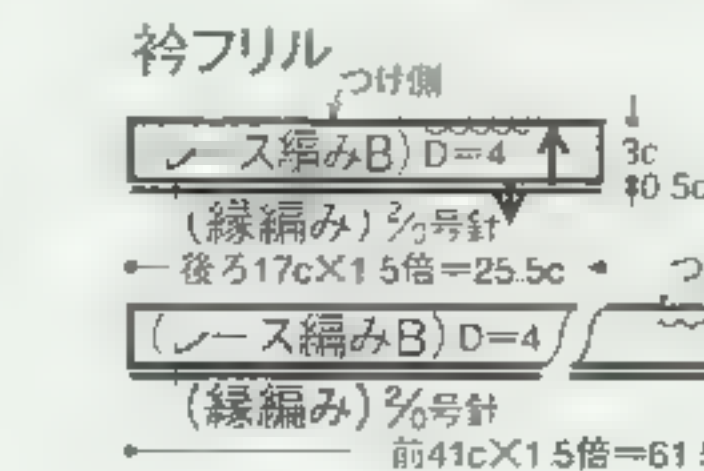 衿フリル
つけ側
(レース編みB) D=4
3c
0.5c
(縁編み) 2/0号針
後ろ17c×1.5倍=25.5c
つ
(レース編みB) D=4
(縁編み) 2/0号針
前41c×1.5倍=61.5